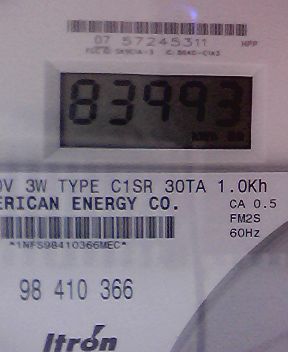 07 57245311 HPP
83993
0V 3W TYPE C1SR 30TA 1.0Kh
ERICAN ENERGY CO. CA 0.5
FM2S
60Hz
*1NFS98410366MEC*
98 410 366
Itron